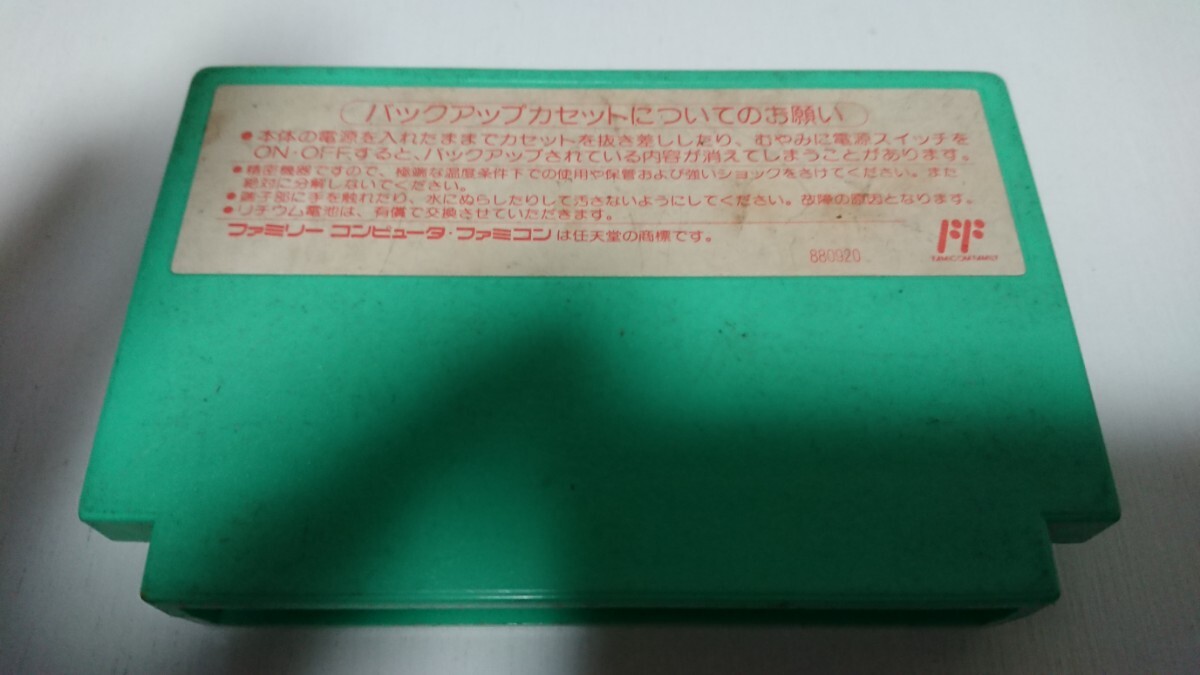 バックアップカセットについてのお願い
●本体の電源を入れたままでカセットを抜き差ししたり、むやみに電源スイッチを
ON・OFFすると、バックアップされている内容が消えてしまうことがあります。
●精密機器ですので、極端な温度条件下での使用や保管および強いショックをさけてください。また
絶対に分解しないでください。
●端子部に手を触れたり、水にぬらしたりして汚さないようにしてください。故障の原因となります。
●リチウム電池は、有償で交換させていただきます。
ファミリーコンピュータ・ファミコンは任天堂の商標です。
880920
FF
FAMICOM FAMILY